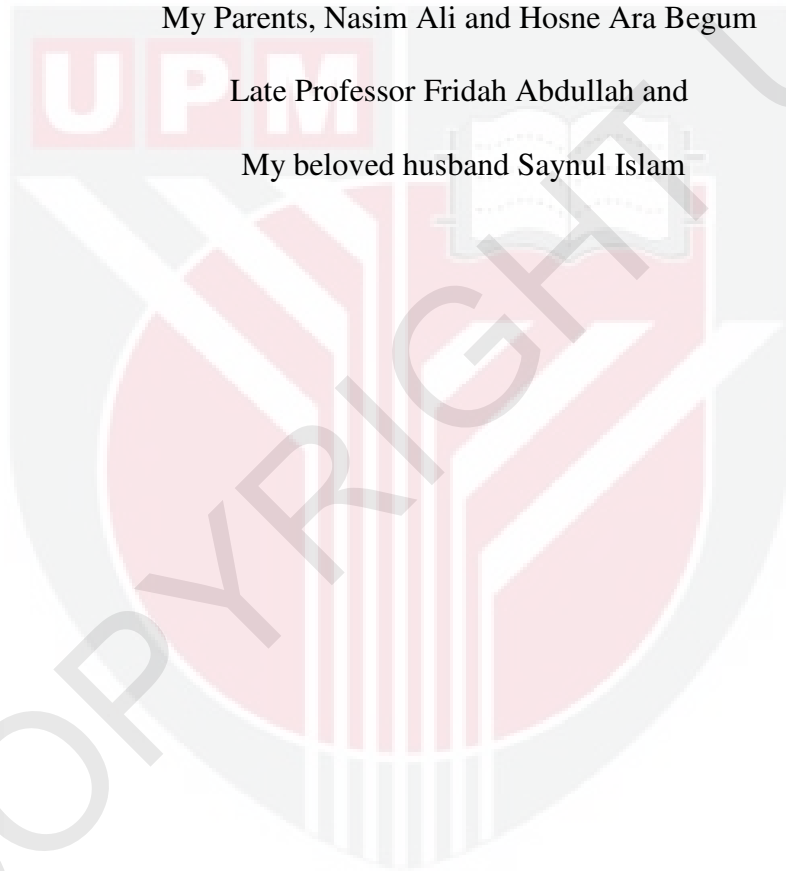 My Parents, Nasim Ali and Hosne Ara Begum
UPM
Late Professor Fridah Abdullah and
My beloved husband Saynul Islam
OPYRIGHT U